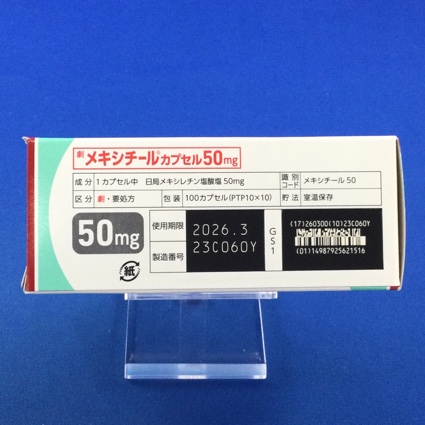 劇 メキシチール®カプセル50mg
成分 1カプセル中 日局メキシレチン塩酸塩 50mg 識別コード メキシチール 50
区分 劇・要処方 包装 100カプセル(PTP10×10) 貯法 室温保存
50mg
使用期限 2026.3
製造番号 23C060Y
GS1
(17)260300(10)23C060Y
(01)14987925621516
紙